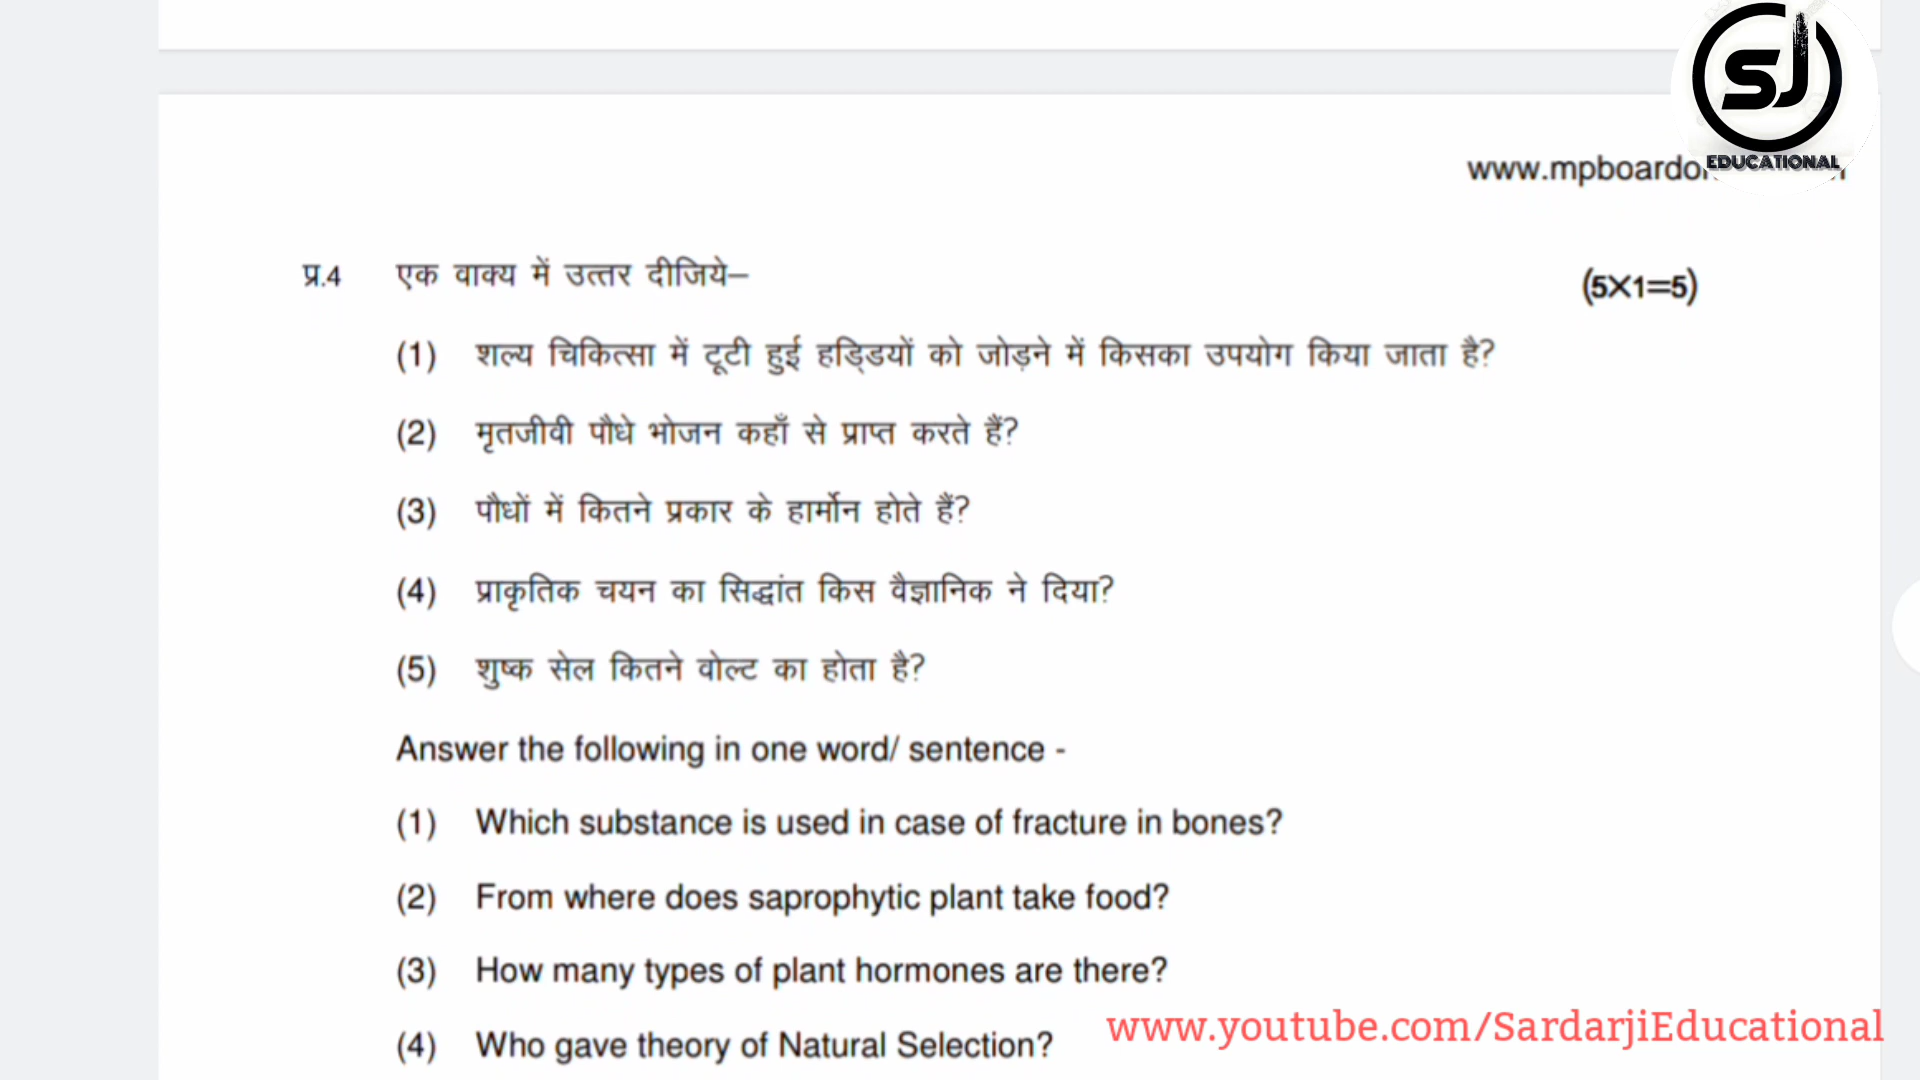 SJ
EDUCATIONAL
www.mpboardo
प्र.4 एक वाक्य में उत्तर दीजिये– (5×1=5)
(1) शल्य चिकित्सा में टूटी हुई हड्डियों को जोड़ने में किसका उपयोग किया जाता है?
(2) मृतजीवी पौधे भोजन कहाँ से प्राप्त करते हैं?
(3) पौधों में कितने प्रकार के हार्मोन होते हैं?
(4) प्राकृतिक चयन का सिद्धांत किस वैज्ञानिक ने दिया?
(5) शुष्क सेल कितने वोल्ट का होता है?
Answer the following in one word/ sentence -
(1) Which substance is used in case of fracture in bones?
(2) From where does saprophytic plant take food?
(3) How many types of plant hormones are there?
(4) Who gave theory of Natural Selection?
www.youtube.com/SardarjiEducational